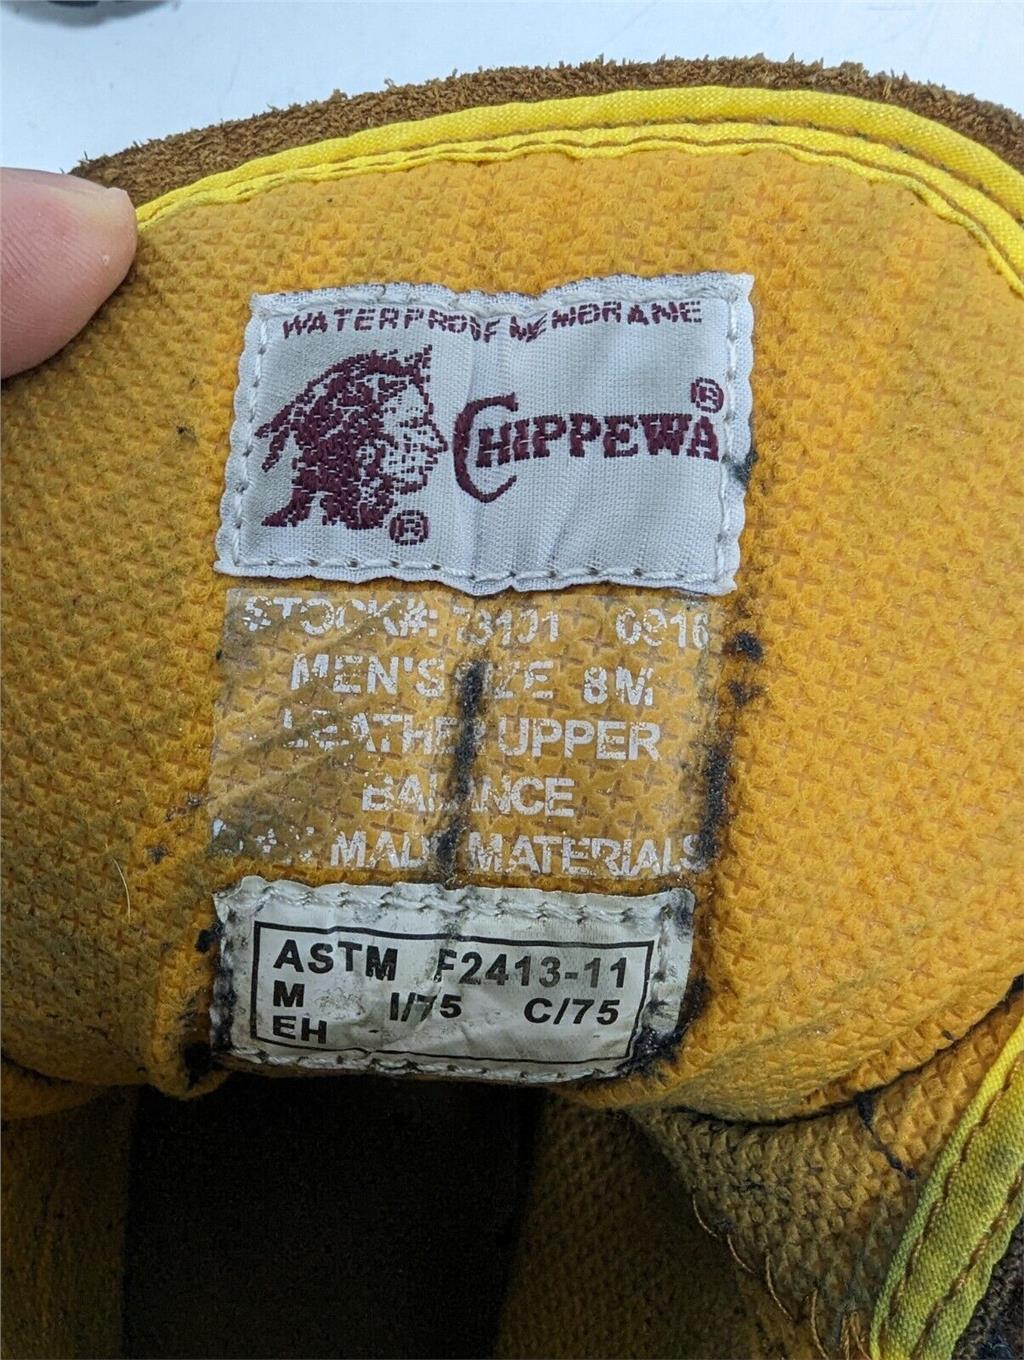 WATERPROOF MEMBRANE
CHIPPEWA®
®
STOCK#: 73101 0916
MEN'S SIZE 8M
LEATHER UPPER
BALANCE
MAN MADE MATERIALS
ASTM F2413-11
M I/75 C/75
EH